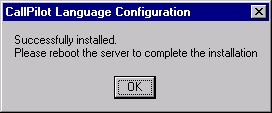 CallPilot Language Configuration
Successfully installed.
Please reboot the server to complete the installation
OK